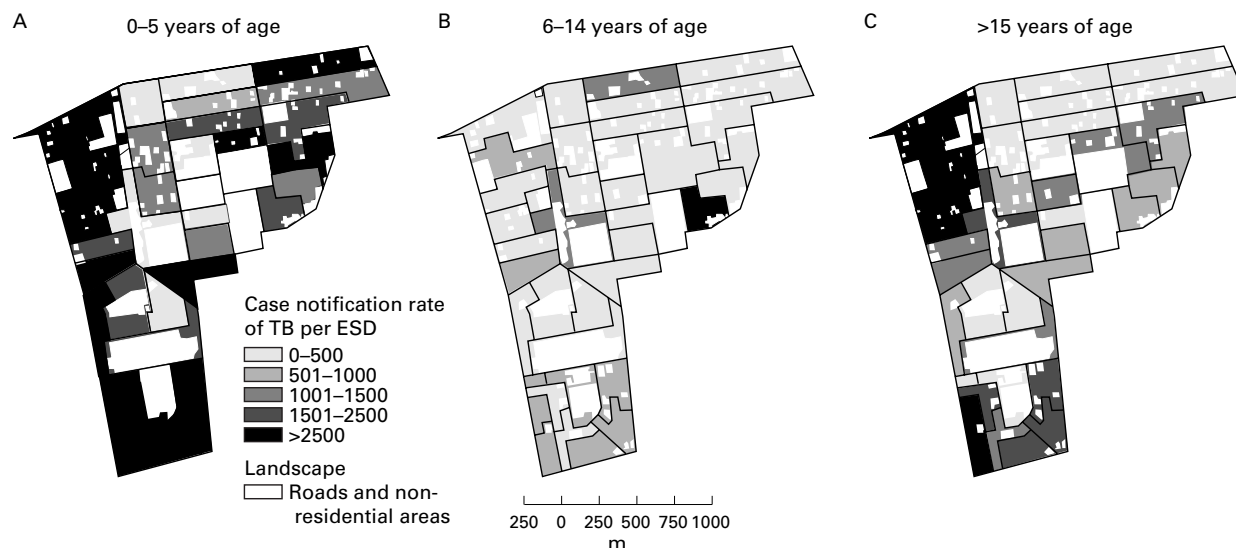 A
0–5 years of age
B
6–14 years of age
C
>15 years of age
Case notification rate
of TB per ESD
0–500
501–1000
1001–1500
1501–2500
>2500
Landscape
Roads and non-
residential areas
250 0 250 500 750 1000
m